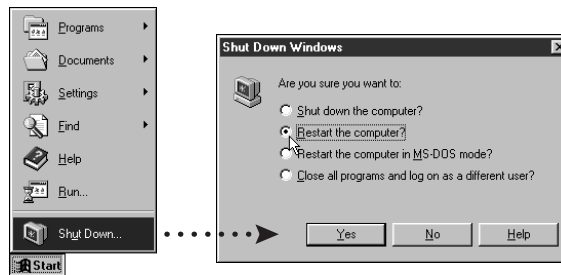 Programs
Documents
Settings
Find
Help
Run...
Shut Down...
Start
Shut Down Windows
Are you sure you want to:
Shut down the computer?
Restart the computer?
Restart the computer in MS-DOS mode?
Close all programs and log on as a different user?
Yes
No
Help